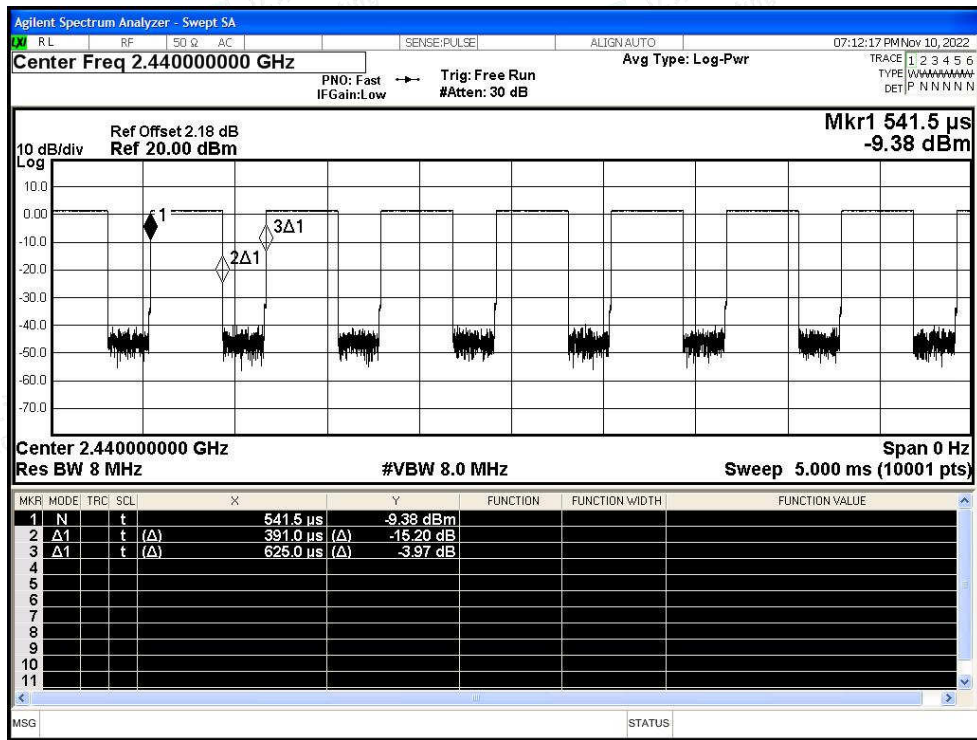 Agilent Spectrum Analyzer - Swept SA
LXI RL RF 50 Ω AC SENSE:PULSE ALIGN AUTO 07:12:17 PM Nov 10, 2022
Center Freq 2.440000000 GHz
PNO: Fast
IFGain:Low
Trig: Free Run
#Atten: 30 dB
Avg Type: Log-Pwr
TRACE 1 2 3 4 5 6
TYPE WWWWWW
DET P N N N N N
Mkr1 541.5 µs
-9.38 dBm
Ref Offset 2.18 dB
10 dB/div Ref 20.00 dBm
Log
10.0
0.00
-10.0
-20.0
-30.0
-40.0
-50.0
-60.0
-70.0
1
2Δ1
3Δ1
Center 2.440000000 GHz Span 0 Hz
Res BW 8 MHz #VBW 8.0 MHz Sweep 5.000 ms (10001 pts)
MKR MODE TRC SCL X Y FUNCTION FUNCTION WIDTH FUNCTION VALUE
1 N t 541.5 µs -9.38 dBm
2 Δ1 t (Δ) 391.0 µs (Δ) -15.20 dB
3 Δ1 t (Δ) 625.0 µs (Δ) -3.97 dB
4
5
6
7
8
9
10
11
MSG STATUS